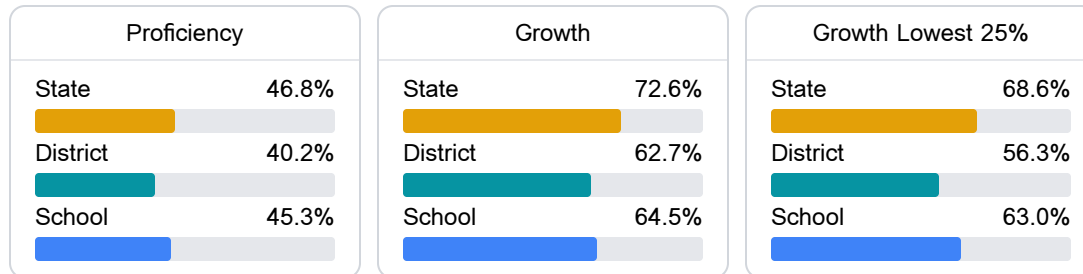 Proficiency
State 46.8%
District 40.2%
School 45.3%
Growth
State 72.6%
District 62.7%
School 64.5%
Growth Lowest 25%
State 68.6%
District 56.3%
School 63.0%